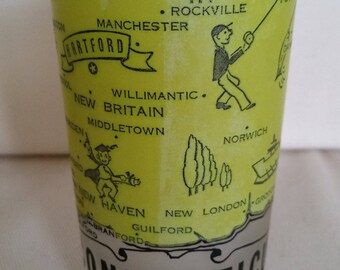 ROCKVILLE
MANCHESTER
HARTFORD
WILLIMANTIC
NEW BRITAIN
MIDDLETOWN
NORWICH
NEW HAVEN
NEW LONDON
GUILFORD